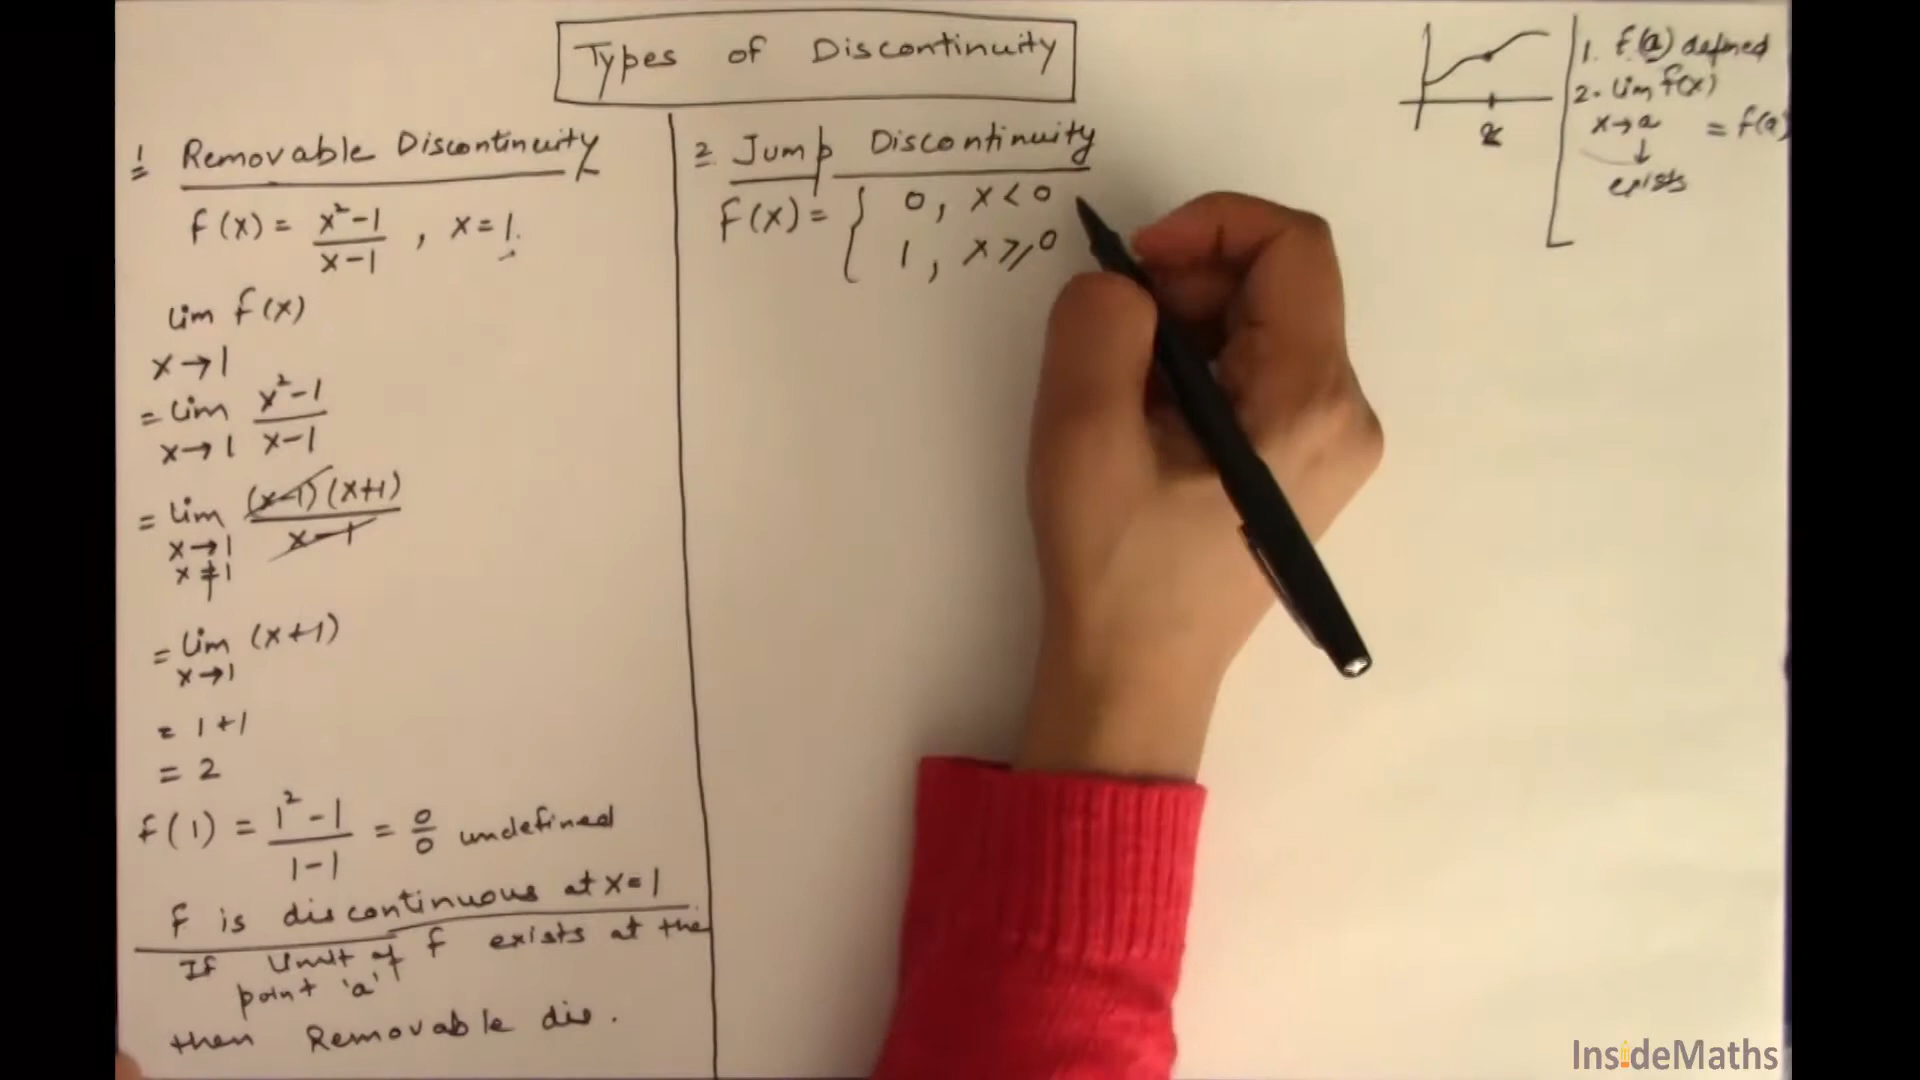 Types of Discontinuity
1 Removable Discontinuity
f(x) = x²-1 / x-1 , x=1.
lim f(x)
x→1
= lim x²-1 / x-1
x→1
= lim (x-1)(x+1) / x-1
x→1
x≠1
= lim (x+1)
x→1
= 1+1
= 2
f(1) = 1²-1 / 1-1 = 0/0 undefined
f is discontinuous at x=1
If limit of f exists at the
point 'a'
then Removable dis.
2 Jump Discontinuity
f(x) = { 0, x<0
1, x≥0
1. f(a) defined
2. lim f(x)
x→a = f(a)
↓
exists
InsideMaths